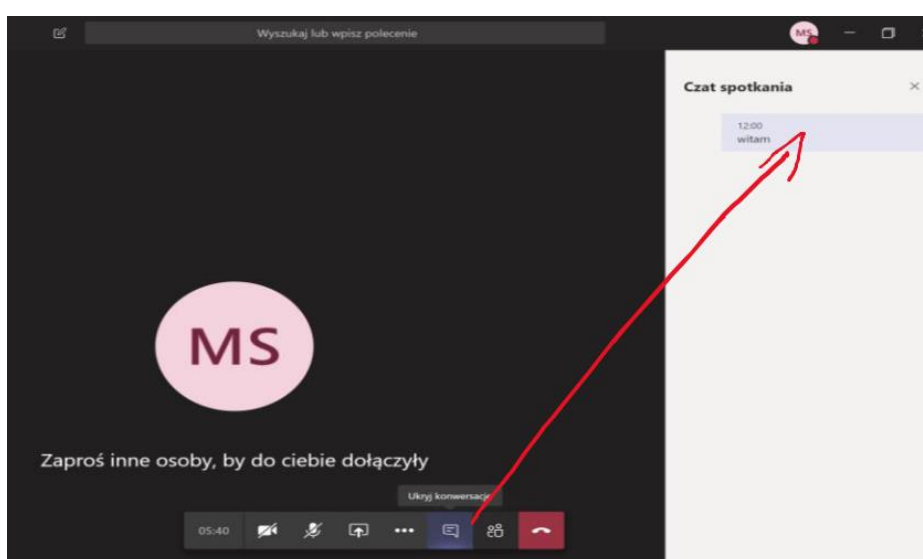 Wyszukaj lub wpisz polecenie
MS
Czat spotkania
12:00
witam
MS
Zaproś inne osoby, by do ciebie dołączyły
Ukryj konwersację
05:40